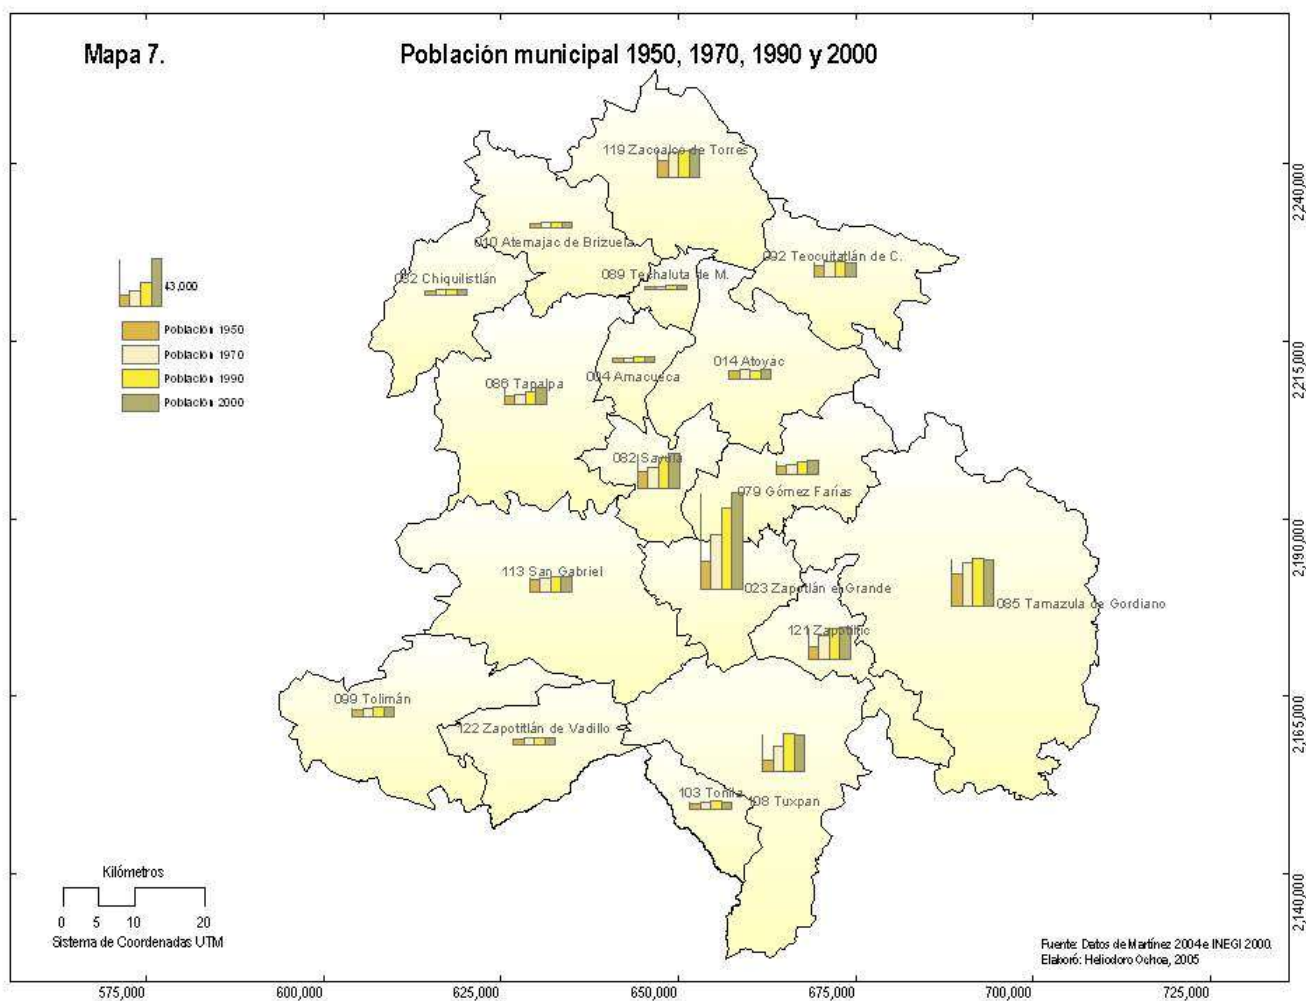 Mapa 7.
Población municipal 1950, 1970, 1990 y 2000
119 Zacoalco de Torres
010 Atemajac de Brizuela
092 Teocuitatlán de C.
089 Techaluta de M.
032 Chiquilistlán
43,000
Población 1950
Población 1970
Población 1990
Población 2000
014 Atoyac
004 Amacueca
086 Tapalpa
082 Sayula
079 Gómez Farías
113 San Gabriel
023 Zapotlán el Grande
085 Tamazula de Gordiano
121 Zapotiltic
099 Tolimán
122 Zapotitlán de Vadillo
103 Tonila
108 Tuxpan
Kilómetros
0 5 10 20
Sistema de Coordenadas UTM
Fuente: Datos de Martínez 2004 e INEGI 2000.
Elaboró: Heliodoro Ochoa, 2005
2,240,000
2,215,000
2,190,000
2,165,000
2,140,000
575,000 600,000 625,000 650,000 675,000 700,000 725,000